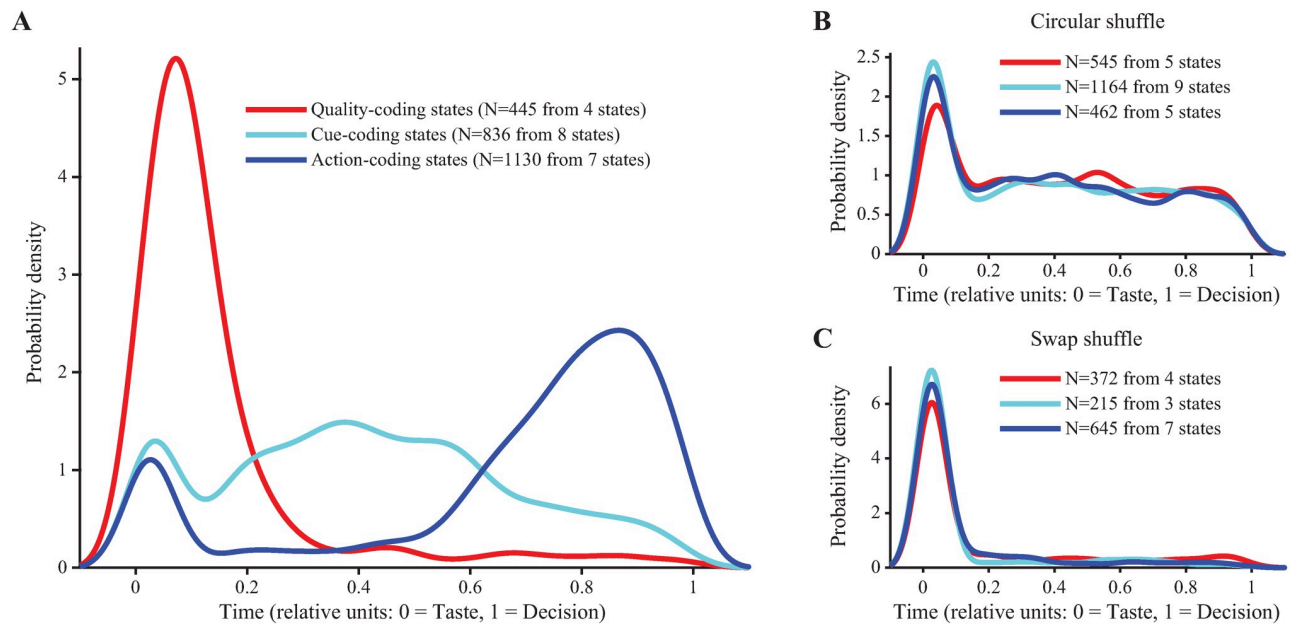 A
Probability density
5
4
3
2
1
0
Quality-coding states (N=445 from 4 states)
Cue-coding states (N=836 from 8 states)
Action-coding states (N=1130 from 7 states)
0 0.2 0.4 0.6 0.8 1
Time (relative units: 0 = Taste, 1 = Decision)
B
Circular shuffle
Probability density
2.5
2
1.5
1
0.5
0
N=545 from 5 states
N=1164 from 9 states
N=462 from 5 states
0 0.2 0.4 0.6 0.8 1
Time (relative units: 0 = Taste, 1 = Decision)
C
Swap shuffle
Probability density
6
4
2
0
N=372 from 4 states
N=215 from 3 states
N=645 from 7 states
0 0.2 0.4 0.6 0.8 1
Time (relative units: 0 = Taste, 1 = Decision)